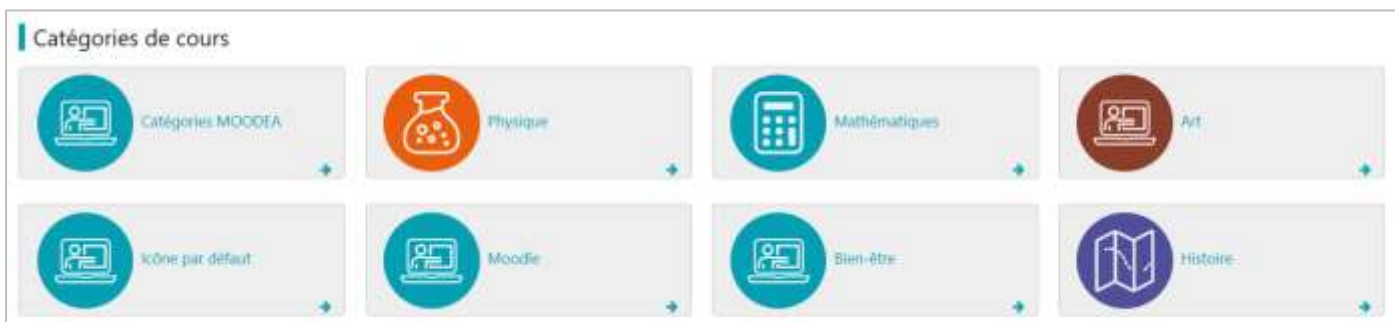 Catégories de cours
Catégories MOODEA
Physique
Mathématiques
Art
Icône par défaut
Moodle
Bien-être
Histoire